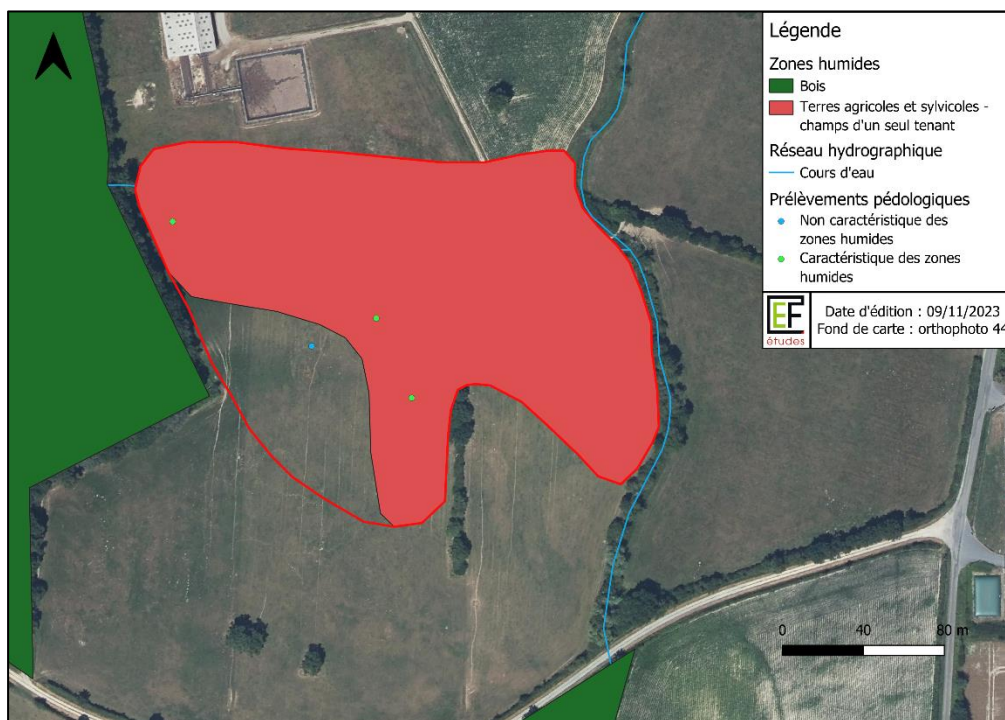 Légende
Zones humides
Bois
Terres agricoles et sylvicoles -
champs d'un seul tenant
Réseau hydrographique
Cours d'eau
Prélèvements pédologiques
Non caractéristique des
zones humides
Caractéristique des zones
humides
EF
études
Date d'édition : 09/11/2023
Fond de carte : orthophoto 44
0 40 80 m